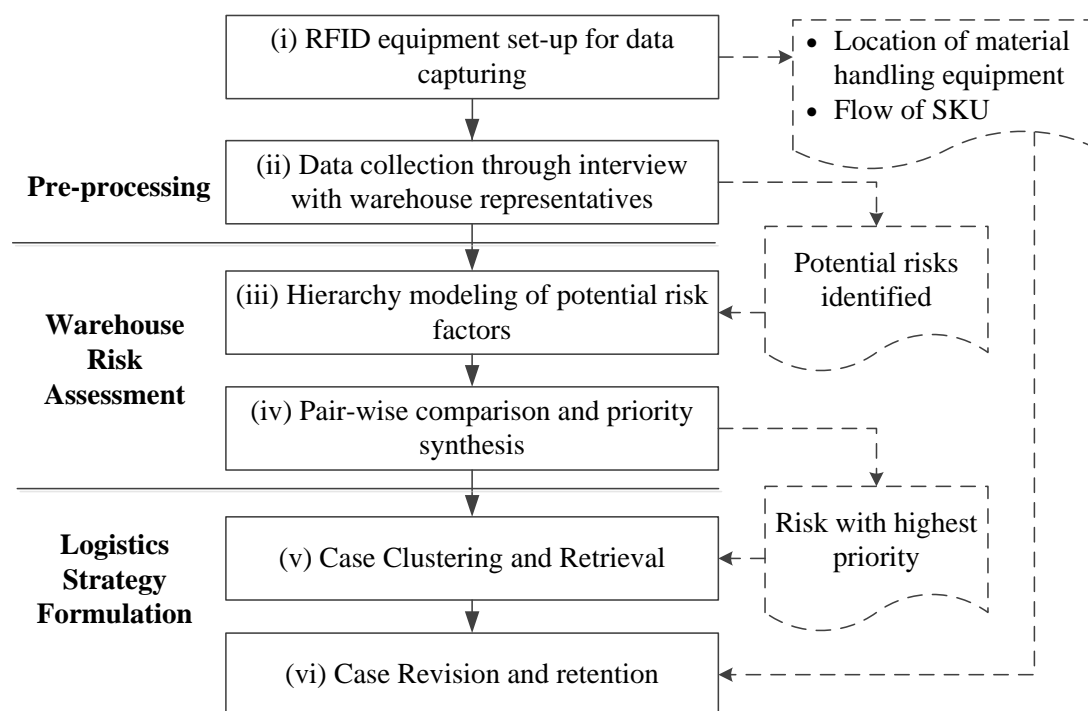 (i) RFID equipment set-up for data
capturing
• Location of material
handling equipment
• Flow of SKU
Pre-processing
(ii) Data collection through interview
with warehouse representatives
Potential risks
identified
Warehouse
Risk
Assessment
(iii) Hierarchy modeling of potential risk
factors
(iv) Pair-wise comparison and priority
synthesis
Risk with highest
priority
Logistics
Strategy
Formulation
(v) Case Clustering and Retrieval
(vi) Case Revision and retention